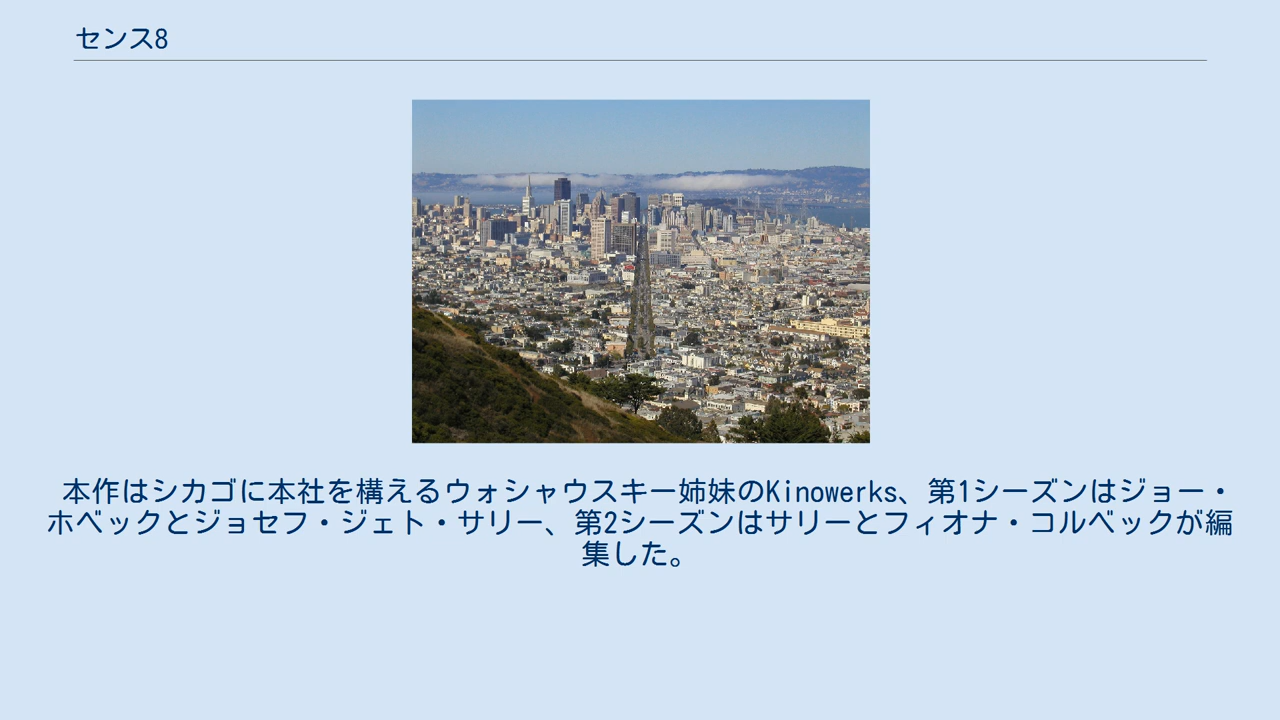 センス8
本作はシカゴに本社を構えるウォシャウスキー姉妹のKinowerks、第1シーズンはジョー・
ホベックとジョセフ・ジェト・サリー、第2シーズンはサリーとフィオナ・コルベックが編
集した。